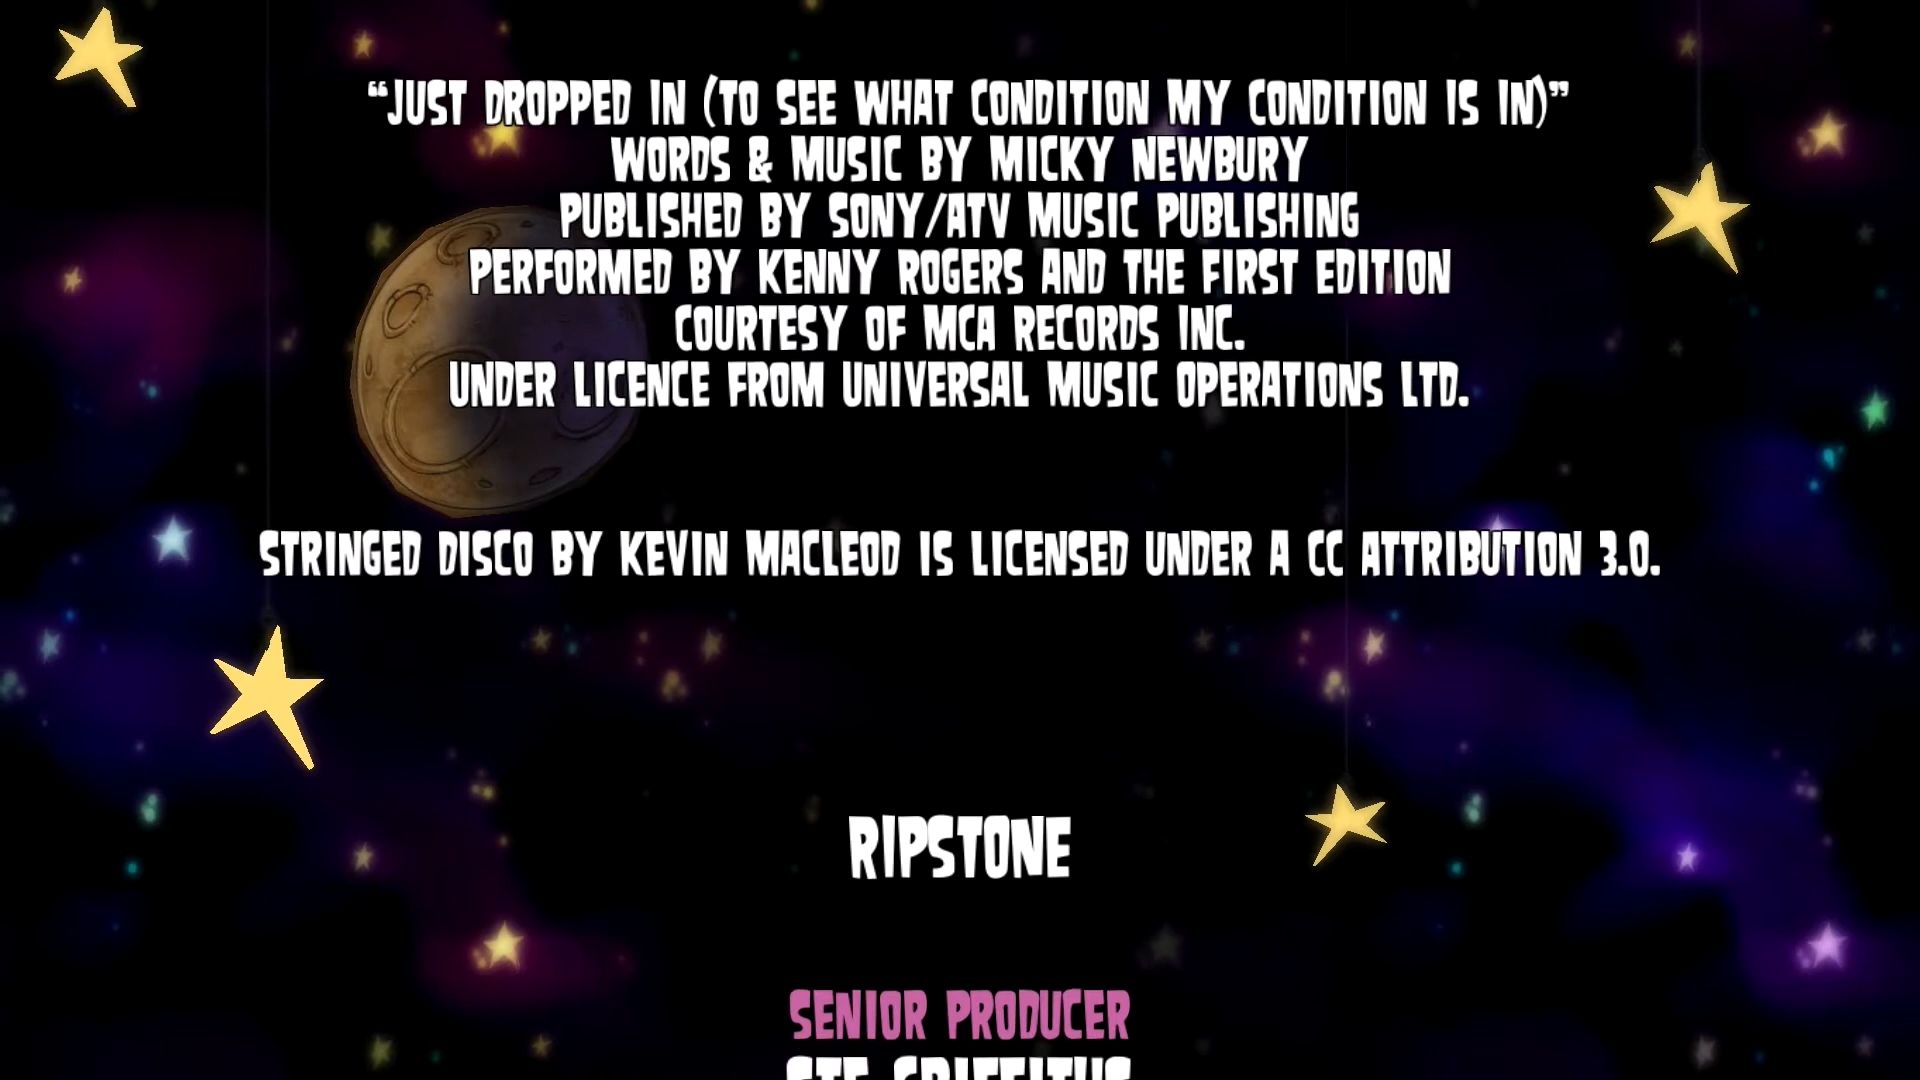 “JUST DROPPED IN (TO SEE WHAT CONDITION MY CONDITION IS IN)”
WORDS & MUSIC BY MICKY NEWBURY
PUBLISHED BY SONY/ATV MUSIC PUBLISHING
PERFORMED BY KENNY ROGERS AND THE FIRST EDITION
COURTESY OF MCA RECORDS INC.
UNDER LICENCE FROM UNIVERSAL MUSIC OPERATIONS LTD.
STRINGED DISCO BY KEVIN MACLEOD IS LICENSED UNDER A CC ATTRIBUTION 3.0.
RIPSTONE
SENIOR PRODUCER
STE GRIFFITHS